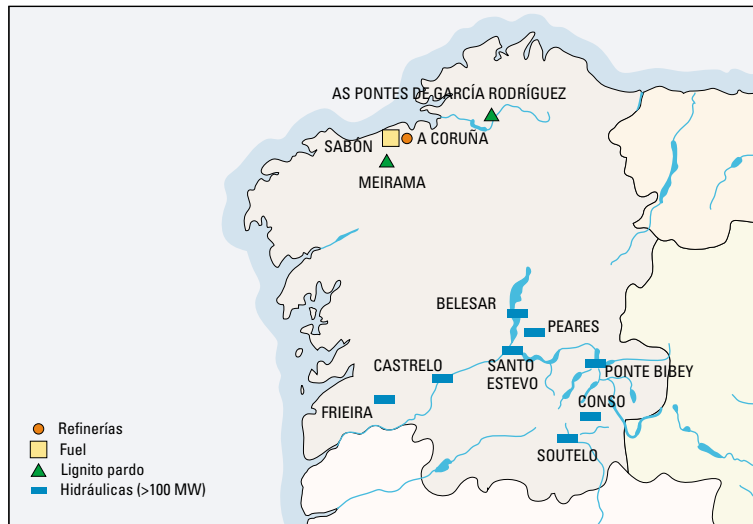 AS PONTES DE GARCÍA RODRÍGUEZ
SABÓN
A CORUÑA
MEIRAMA
BELESAR
PEARES
CASTRELO
SANTO
ESTEVO
PONTE BIBEY
FRIEIRA
CONSO
SOUTELO
Refinerías
Fuel
Lignito pardo
Hidráulicas (>100 MW)